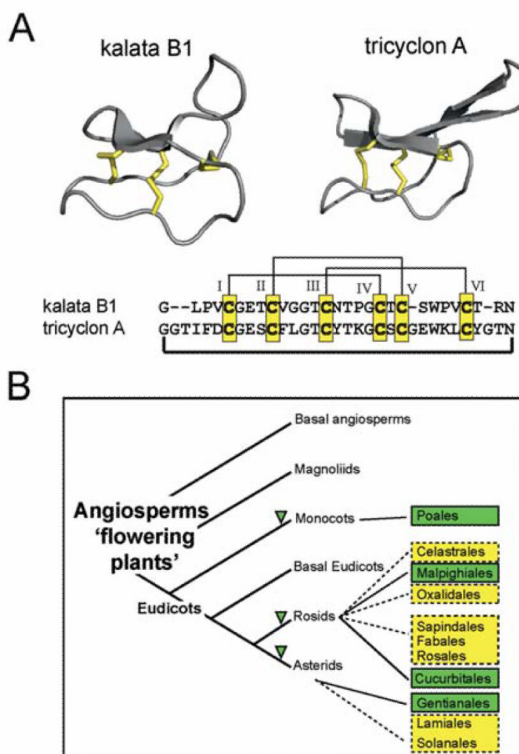 A
kalata B1 tricyclon A
I II III IV V VI
kalata B1 G--LPVCGETCVGGTCNTPGCTC-SWPVCT-RN
tricyclon A GGTIFDCGESCFLGTCYTKGCSCGEWKLCYGTN
B
Basal angiosperms
Magnoliids
Angiosperms
'flowering
plants'
Monocots
Poales
Basal Eudicots
Celastrales
Malpighiales
Oxalidales
Eudicots
Rosids
Sapindales
Fabales
Rosales
Asterids
Cucurbitales
Gentianales
Lamiales
Solanales